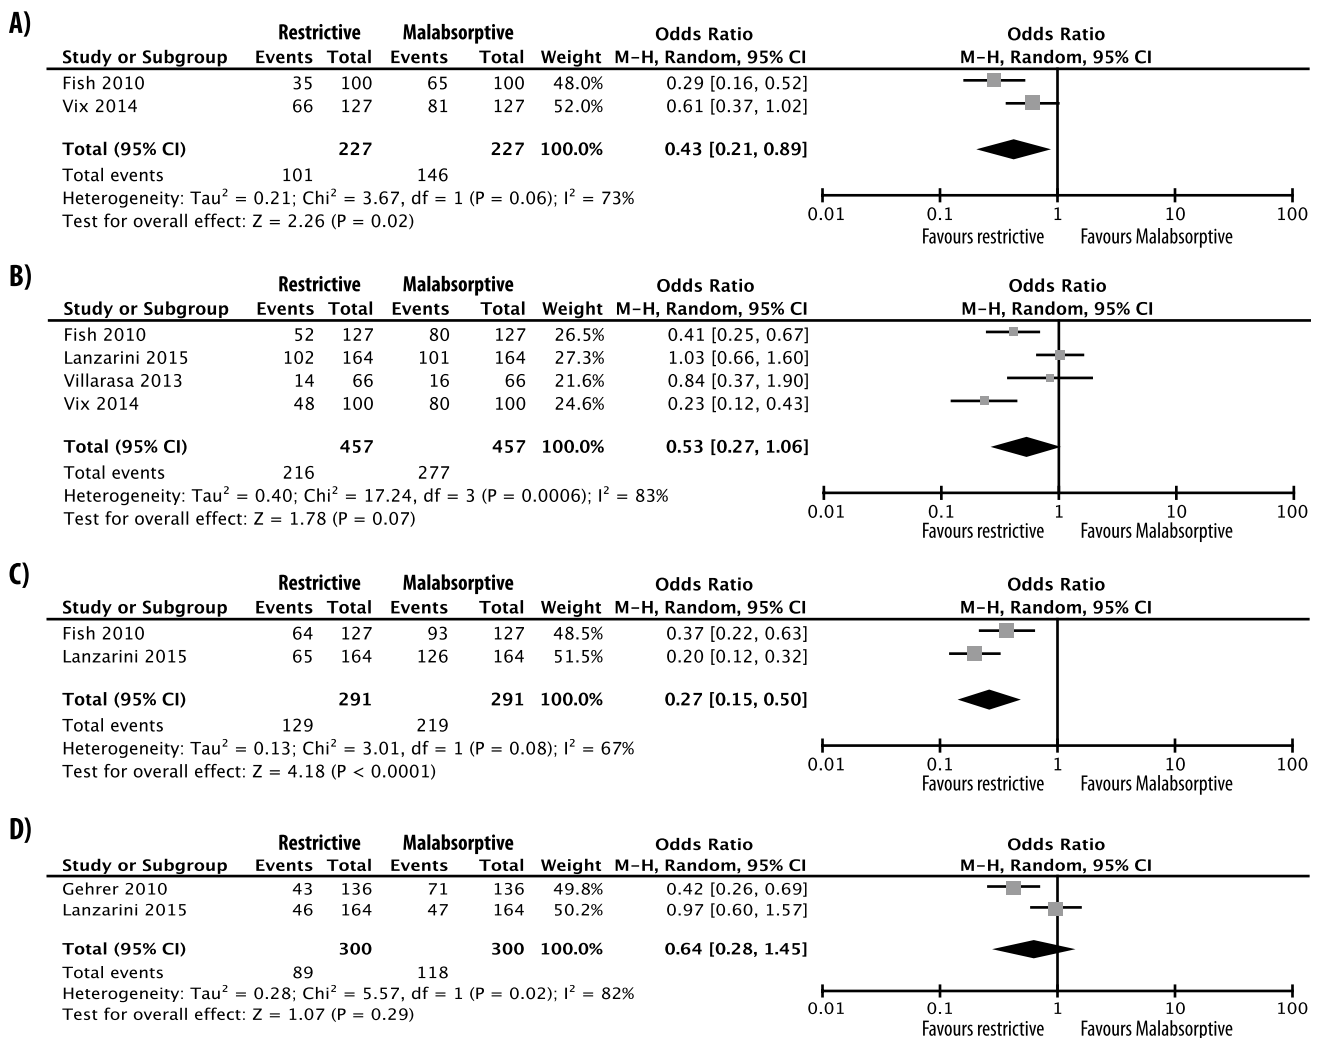 A)
Restrictive Malabsorptive Odds Ratio Odds Ratio
Study or Subgroup Events Total Events Total Weight M-H, Random, 95% CI M-H, Random, 95% CI
Fish 2010 35 100 65 100 48.0% 0.29 [0.16, 0.52]
Vix 2014 66 127 81 127 52.0% 0.61 [0.37, 1.02]
Total (95% CI) 227 227 100.0% 0.43 [0.21, 0.89]
Total events 101 146
Heterogeneity: Tau² = 0.21; Chi² = 3.67, df = 1 (P = 0.06); I² = 73%
Test for overall effect: Z = 2.26 (P = 0.02)
0.01 0.1 1 10 100
Favours restrictive Favours Malabsorptive
B)
Restrictive Malabsorptive Odds Ratio Odds Ratio
Study or Subgroup Events Total Events Total Weight M-H, Random, 95% CI M-H, Random, 95% CI
Fish 2010 52 127 80 127 26.5% 0.41 [0.25, 0.67]
Lanzarini 2015 102 164 101 164 27.3% 1.03 [0.66, 1.60]
Villarasa 2013 14 66 16 66 21.6% 0.84 [0.37, 1.90]
Vix 2014 48 100 80 100 24.6% 0.23 [0.12, 0.43]
Total (95% CI) 457 457 100.0% 0.53 [0.27, 1.06]
Total events 216 277
Heterogeneity: Tau² = 0.40; Chi² = 17.24, df = 3 (P = 0.0006); I² = 83%
Test for overall effect: Z = 1.78 (P = 0.07)
0.01 0.1 1 10 100
Favours restrictive Favours Malabsorptive
C)
Restrictive Malabsorptive Odds Ratio Odds Ratio
Study or Subgroup Events Total Events Total Weight M-H, Random, 95% CI M-H, Random, 95% CI
Fish 2010 64 127 93 127 48.5% 0.37 [0.22, 0.63]
Lanzarini 2015 65 164 126 164 51.5% 0.20 [0.12, 0.32]
Total (95% CI) 291 291 100.0% 0.27 [0.15, 0.50]
Total events 129 219
Heterogeneity: Tau² = 0.13; Chi² = 3.01, df = 1 (P = 0.08); I² = 67%
Test for overall effect: Z = 4.18 (P < 0.0001)
0.01 0.1 1 10 100
Favours restrictive Favours Malabsorptive
D)
Restrictive Malabsorptive Odds Ratio Odds Ratio
Study or Subgroup Events Total Events Total Weight M-H, Random, 95% CI M-H, Random, 95% CI
Gehrer 2010 43 136 71 136 49.8% 0.42 [0.26, 0.69]
Lanzarini 2015 46 164 47 164 50.2% 0.97 [0.60, 1.57]
Total (95% CI) 300 300 100.0% 0.64 [0.28, 1.45]
Total events 89 118
Heterogeneity: Tau² = 0.28; Chi² = 5.57, df = 1 (P = 0.02); I² = 82%
Test for overall effect: Z = 1.07 (P = 0.29)
0.01 0.1 1 10 100
Favours restrictive Favours Malabsorptive